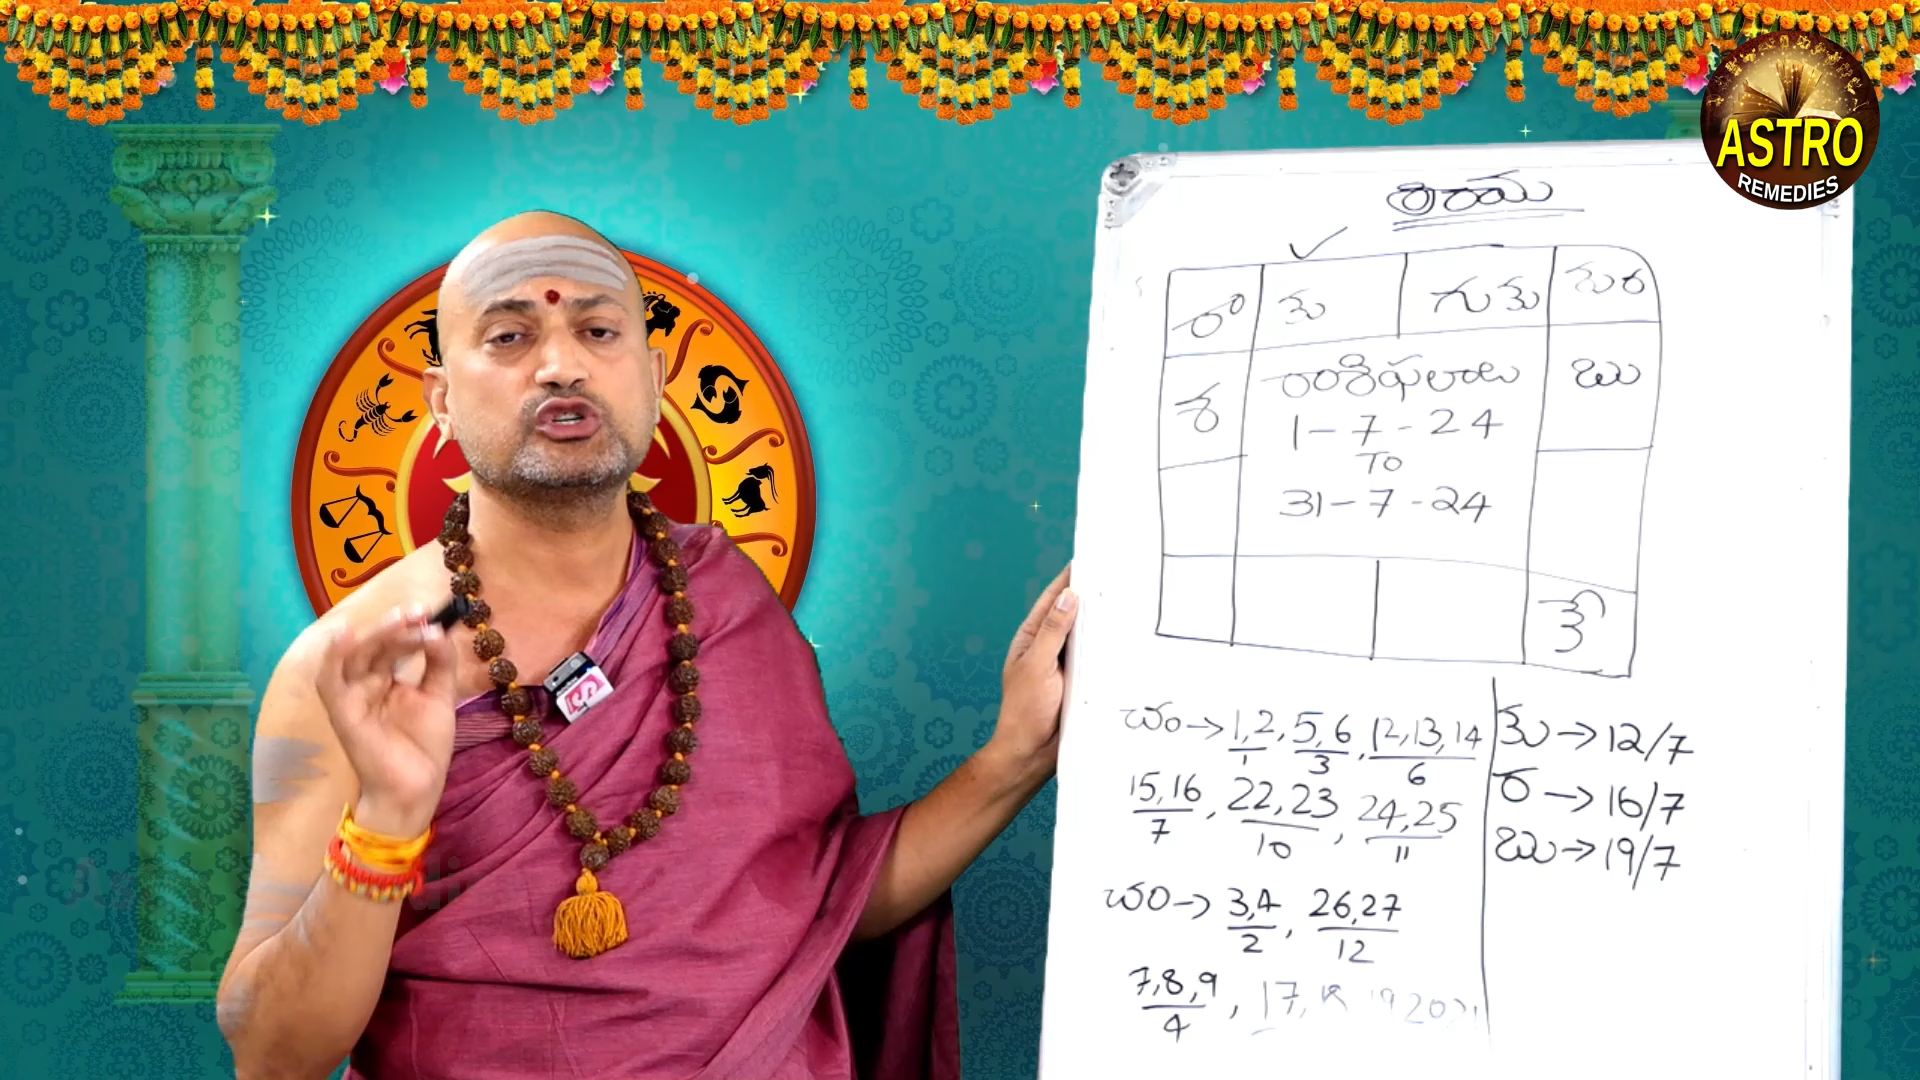 ASTRO
REMEDIES
శ్రీరామ
రా కు గు కు శు ర
రాశిఫలాలు బు
శ 1-7-24
TO
31-7-24
కే
చం→ 1,2, 5,6, 12,13,14
1 3 6
15,16, 22,23, 24,25
7 10 11
చం→ 3,4, 26,27
2 12
7,8,9, 17,
4
కు→12/7
ర→16/7
బు→19/7